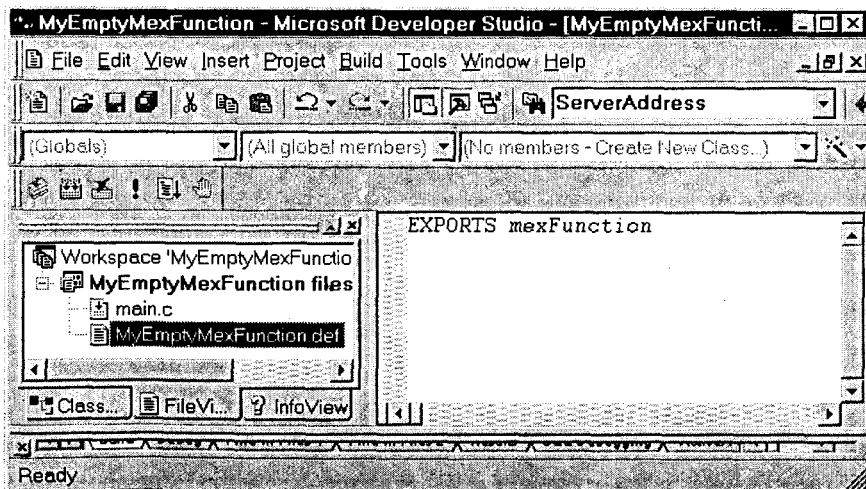 MyEmptyMexFunction - Microsoft Developer Studio - [MyEmptyMexFuncti...
File Edit View Insert Project Build Tools Window Help
ServerAddress
(Globals) (All global members) (No members - Create New Class...)
EXPORTS mexFunction
Workspace 'MyEmptyMexFunctio
MyEmptyMexFunction files
main.c
MyEmptyMexFunction def
Class... FileVi... InfoView
Ready